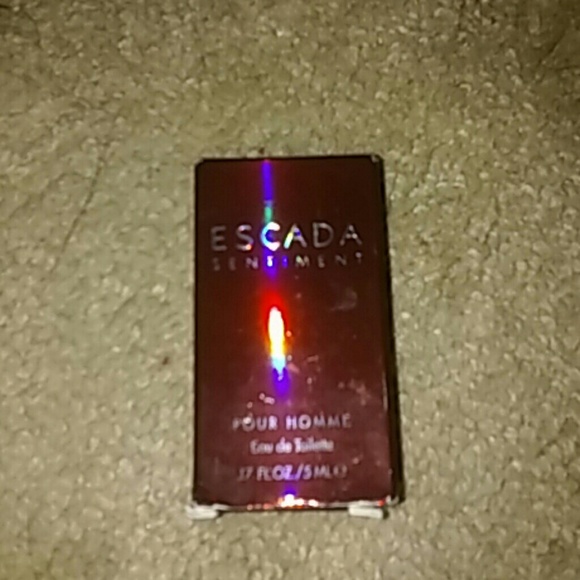 ESCADA
SENTIMENT
POUR HOMME
Eau de Toilette
.17 FL.OZ./5 ML℮